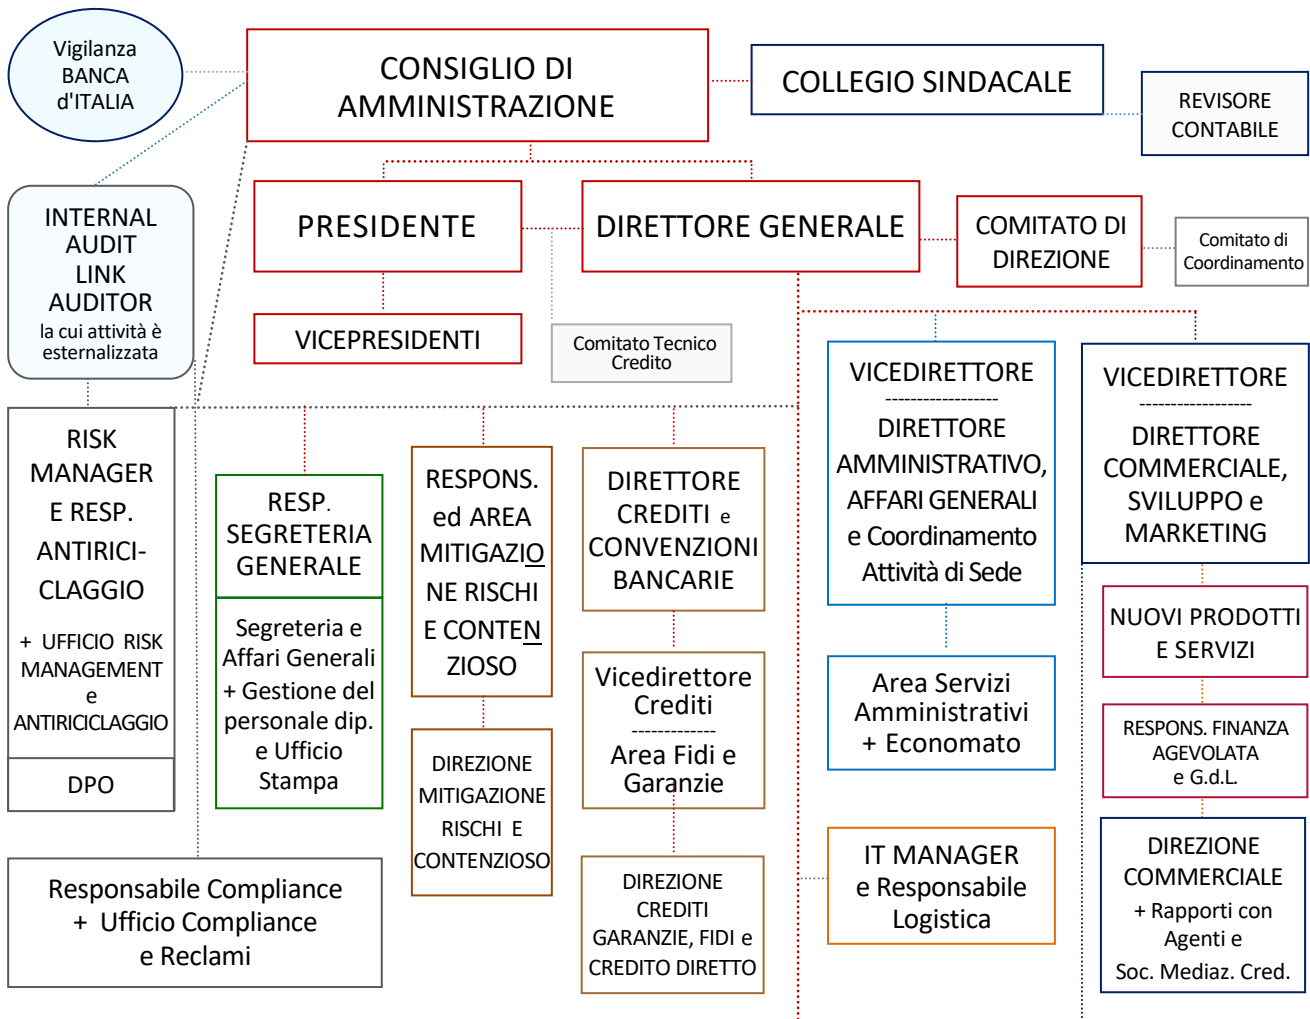 Vigilanza
BANCA
d'ITALIA
CONSIGLIO DI
AMMINISTRAZIONE
COLLEGIO SINDACALE
REVISORE
CONTABILE
INTERNAL
AUDIT
LINK
AUDITOR
la cui attività è
esternalizzata
PRESIDENTE
DIRETTORE GENERALE
COMITATO DI
DIREZIONE
Comitato di
Coordinamento
VICEPRESIDENTI
Comitato Tecnico
Credito
VICEDIRETTORE
------------------
DIRETTORE
AMMINISTRATIVO,
AFFARI GENERALI
e Coordinamento
Attività di Sede
VICEDIRETTORE
------------------
DIRETTORE
COMMERCIALE,
SVILUPPO e
MARKETING
RISK
MANAGER
E RESP.
ANTIRICI-
CLAGGIO
+ UFFICIO RISK
MANAGEMENT
e
ANTIRICICLAGGIO
DPO
RESP.
SEGRETERIA
GENERALE
Segreteria e
Affari Generali
+ Gestione del
personale dip.
e Ufficio
Stampa
RESPONS.
ed AREA
MITIGAZIO
NE RISCHI
E CONTEN
ZIOSO
DIREZIONE
MITIGAZIONE
RISCHI E
CONTENZIOSO
DIRETTORE
CREDITI e
CONVENZIONI
BANCARIE
Vicedirettore
Crediti
-------------
Area Fidi e
Garanzie
DIREZIONE
CREDITI
GARANZIE, FIDI e
CREDITO DIRETTO
Area Servizi
Amministrativi
+ Economato
IT MANAGER
e Responsabile
Logistica
NUOVI PRODOTTI
E SERVIZI
RESPONS. FINANZA
AGEVOLATA
e G.d.L.
DIREZIONE
COMMERCIALE
+ Rapporti con
Agenti e
Soc. Mediaz. Cred.
Responsabile Compliance
+ Ufficio Compliance
e Reclami